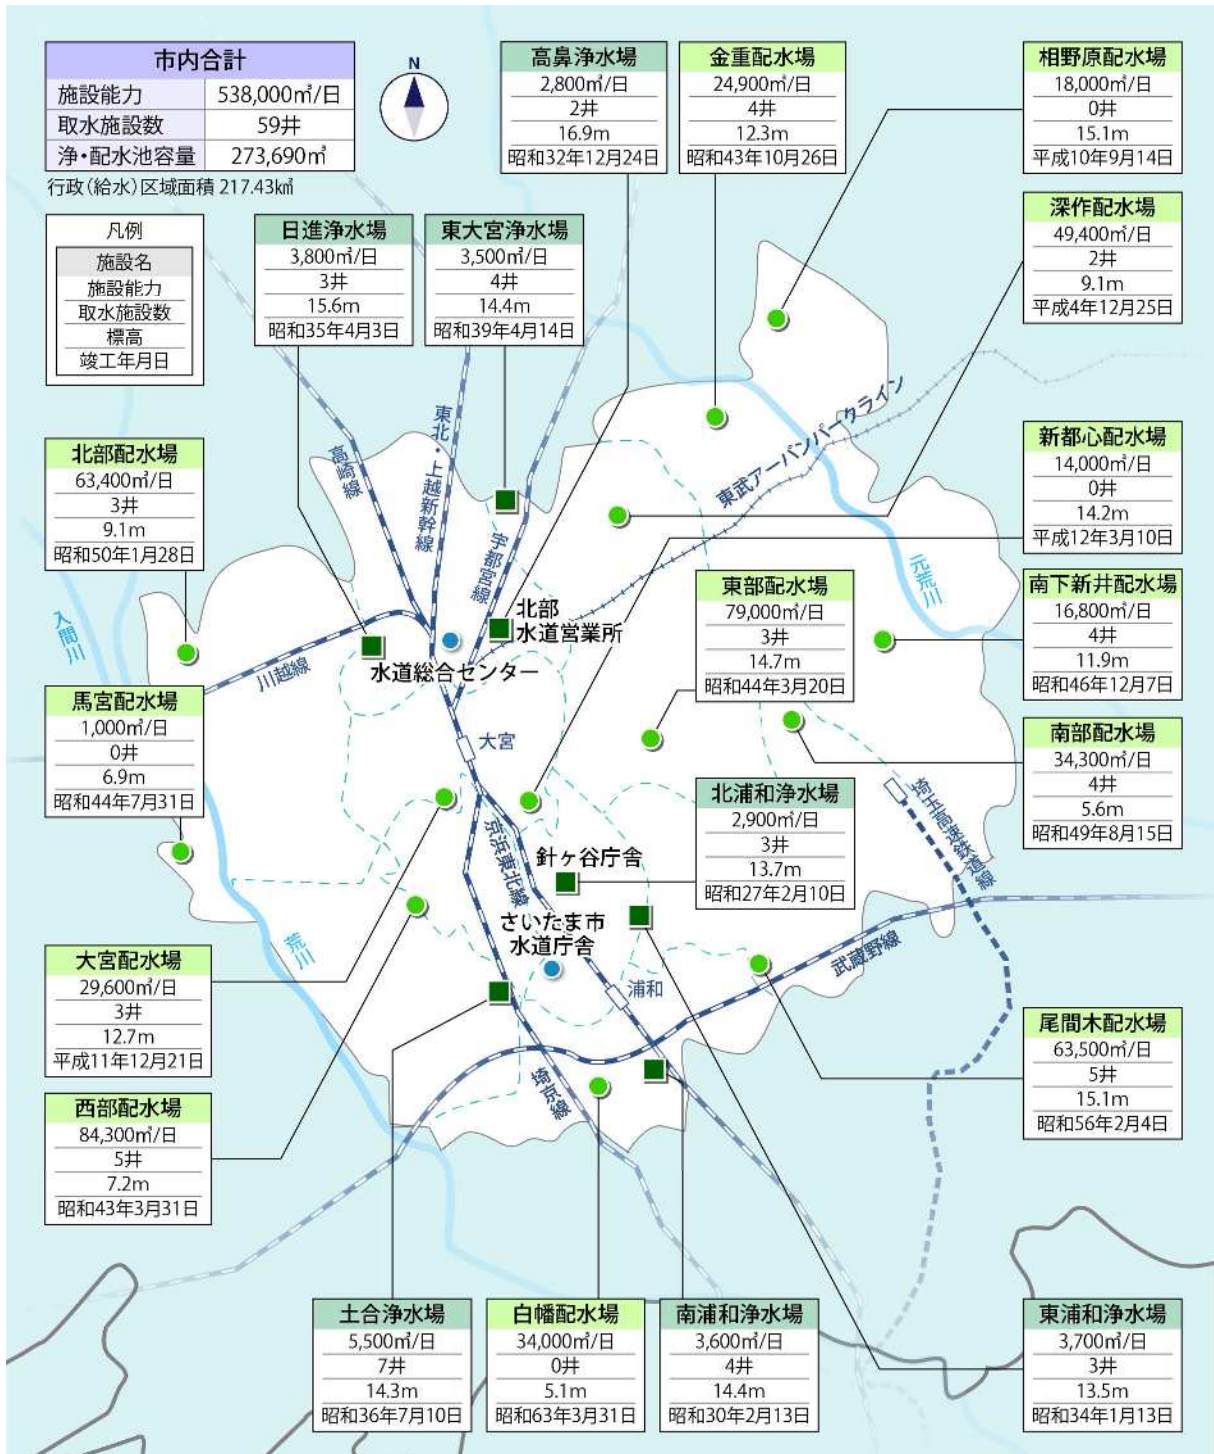 市内合計
施設能力 538,000㎥/日
取水施設数 59井
浄・配水池容量 273,690㎥
行政（給水）区域面積 217.43㎢
N
凡例
施設名
施設能力
取水施設数
標高
竣工年月日
高鼻浄水場
2,800㎥/日
2井
16.9m
昭和32年12月24日
金重配水場
24,900㎥/日
4井
12.3m
昭和43年10月26日
相野原配水場
18,000㎥/日
0井
15.1m
平成10年9月14日
日進浄水場
3,800㎥/日
3井
15.6m
昭和35年4月3日
東大宮浄水場
3,500㎥/日
4井
14.4m
昭和39年4月14日
深作配水場
49,400㎥/日
2井
9.1m
平成4年12月25日
北部配水場
63,400㎥/日
3井
9.1m
昭和50年1月28日
新都心配水場
14,000㎥/日
0井
14.2m
平成12年3月10日
東部配水場
79,000㎥/日
3井
14.7m
昭和44年3月20日
南下新井配水場
16,800㎥/日
4井
11.9m
昭和46年12月7日
馬宮配水場
1,000㎥/日
0井
6.9m
昭和44年7月31日
南部配水場
34,300㎥/日
4井
5.6m
昭和49年8月15日
北浦和浄水場
2,900㎥/日
3井
13.7m
昭和27年2月10日
大宮配水場
29,600㎥/日
3井
12.7m
平成11年12月21日
尾間木配水場
63,500㎥/日
5井
15.1m
昭和56年2月4日
西部配水場
84,300㎥/日
5井
7.2m
昭和43年3月31日
土合浄水場
5,500㎥/日
7井
14.3m
昭和36年7月10日
白幡配水場
34,000㎥/日
0井
5.1m
昭和63年3月31日
南浦和浄水場
3,600㎥/日
4井
14.4m
昭和30年2月13日
東浦和浄水場
3,700㎥/日
3井
13.5m
昭和34年1月13日
高崎線
東北・上越新幹線
宇都宮線
東武アーバンパークライン
元荒川
入間川
川越線
北部
水道営業所
水道総合センター
大宮
京浜東北線
針ヶ谷庁舎
さいたま市
水道庁舎
浦和
荒川
埼玉高速鉄道線
武蔵野線
埼京線